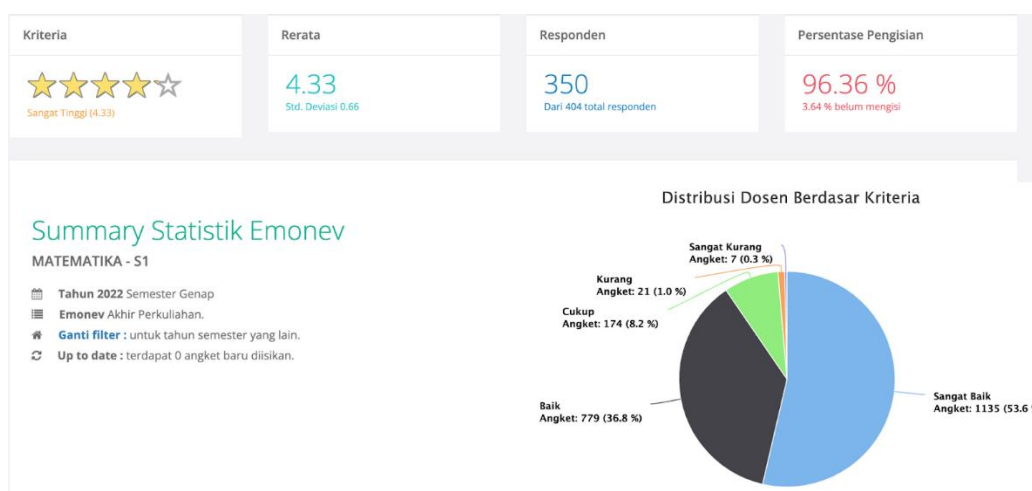 Kriteria
Sangat Tinggi (4.33)
Rerata
4.33
Std. Deviasi 0.66
Responden
350
Dari 404 total responden
Persentase Pengisian
96.36 %
3.64 % belum mengisi
Summary Statistik Emonev
MATEMATIKA - S1
Tahun 2022 Semester Genap
Emonev Akhir Perkuliahan.
Ganti filter : untuk tahun semester yang lain.
Up to date : terdapat 0 angket baru diisikan.
Distribusi Dosen Berdasar Kriteria
Sangat Kurang
Angket: 7 (0.3 %)
Kurang
Angket: 21 (1.0 %)
Cukup
Angket: 174 (8.2 %)
Baik
Angket: 779 (36.8 %)
Sangat Baik
Angket: 1135 (53.6